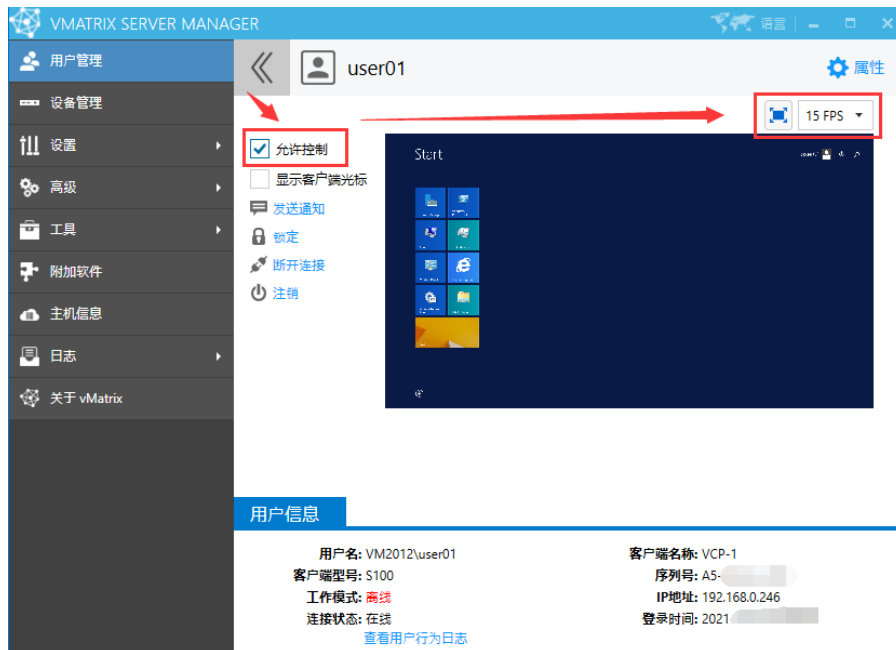 VMATRIX SERVER MANAGER
语言
用户管理
设备管理
设置
高级
工具
附加软件
主机信息
日志
关于 vMatrix
user01
属性
15 FPS
允许控制
显示客户端光标
发送通知
锁定
断开连接
注销
Start
用户信息
用户名: VM2012\user01
客户端名称: VCP-1
客户端型号: S100
序列号: A5-
工作模式: 离线
IP地址: 192.168.0.246
连接状态: 在线
登录时间: 2021
查看用户行为日志